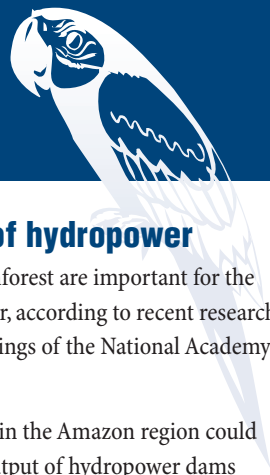 of hydropower
nforest are important for the
r, according to recent research
ings of the National Academy
in the Amazon region could
tput of hydropower dams